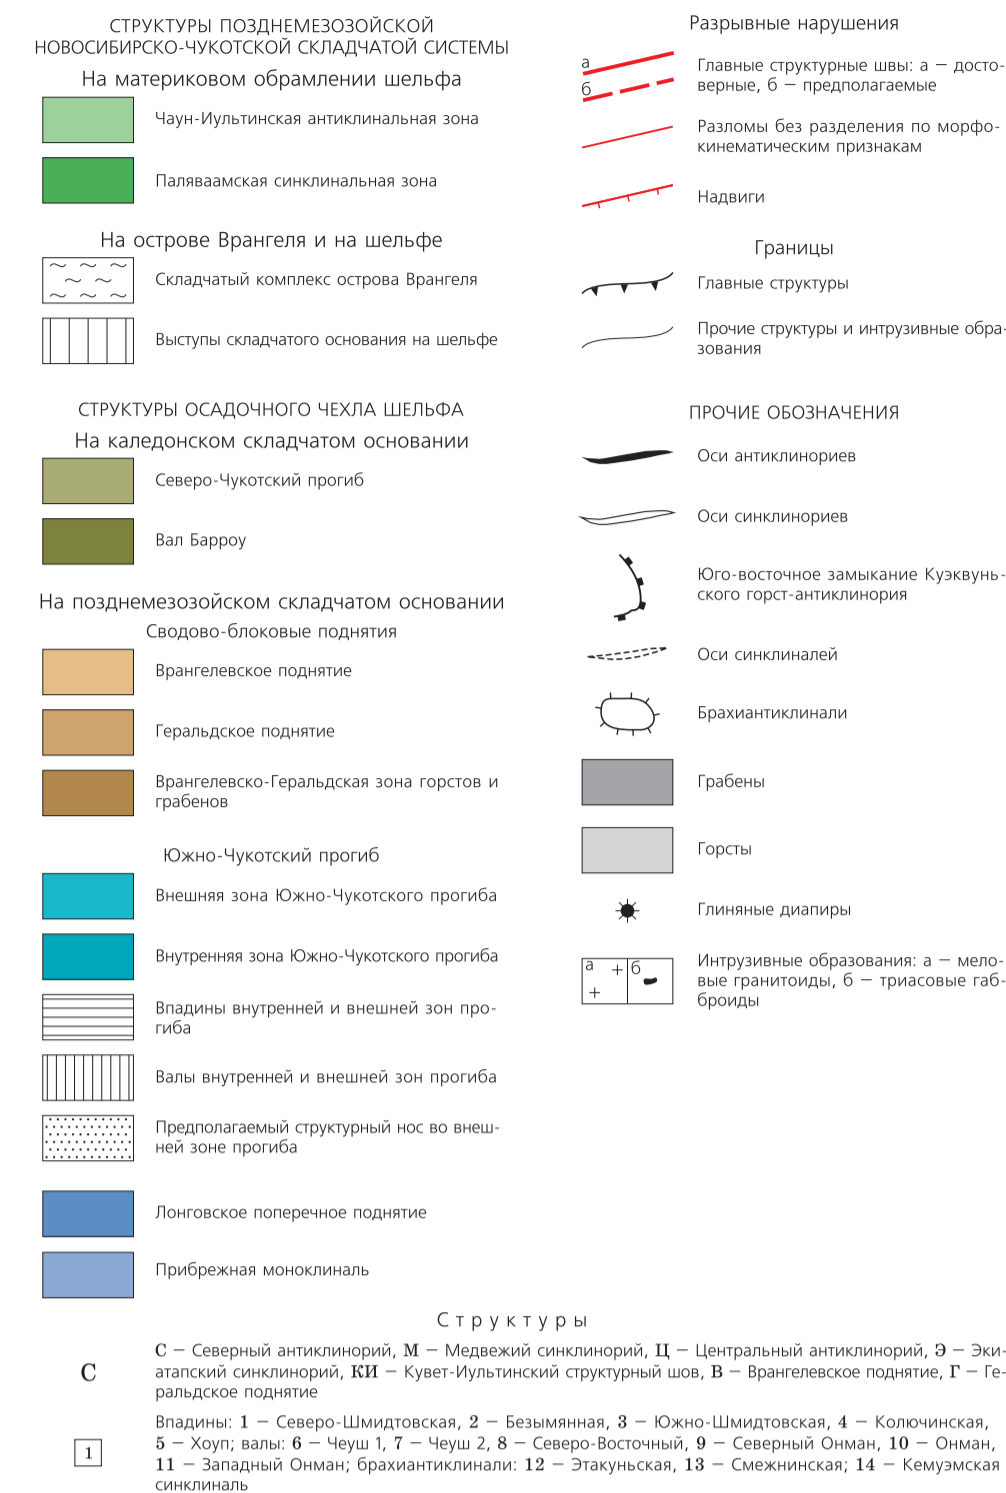 СТРУКТУРЫ ПОЗДНЕМЕЗОЗОЙСКОЙ
НОВОСИБИРСКО-ЧУКОТСКОЙ СКЛАДЧАТОЙ СИСТЕМЫ
На материковом обрамлении шельфа
Чаун-Иультинская антиклинальная зона
Паляваамская синклинальная зона
На острове Врангеля и на шельфе
Складчатый комплекс острова Врангеля
Выступы складчатого основания на шельфе
СТРУКТУРЫ ОСАДОЧНОГО ЧЕХЛА ШЕЛЬФА
На каледонском складчатом основании
Северо-Чукотский прогиб
Вал Барроу
На позднемезозойском складчатом основании
Сводово-блоковые поднятия
Врангелевское поднятие
Геральдское поднятие
Врангелевско-Геральдская зона горстов и
грабенов
Южно-Чукотский прогиб
Внешняя зона Южно-Чукотского прогиба
Внутренняя зона Южно-Чукотского прогиба
Впадины внутренней и внешней зон про-
гиба
Валы внутренней и внешней зон прогиба
Предполагаемый структурный нос во внеш-
ней зоне прогиба
Лонговское поперечное поднятие
Прибрежная моноклиналь
Разрывные нарушения
а
б
Главные структурные швы: а — досто-
верные, б — предполагаемые
Разломы без разделения по морфо-
кинематическим признакам
Надвиги
Границы
Главные структуры
Прочие структуры и интрузивные обра-
зования
ПРОЧИЕ ОБОЗНАЧЕНИЯ
Оси антиклинориев
Оси синклинориев
Юго-восточное замыкание Куэквунь-
ского горст-антиклинория
Оси синклиналей
Брахиантиклинали
Грабены
Горсты
Глиняные диапиры
а б
Интрузивные образования: а — мело-
вые гранитоиды, б — триасовые габ-
броиды
Структуры
С
С — Северный антиклинорий, М — Медвежий синклинорий, Ц — Центральный антиклинорий, Э — Эки-
атапский синклинорий, КИ — Кувет-Иультинский структурный шов, В — Врангелевское поднятие, Г — Ге-
ральдское поднятие
1
Впадины: 1 — Северо-Шмидтовская, 2 — Безымянная, 3 — Южно-Шмидтовская, 4 — Колючинская,
5 — Хоуп; валы: 6 — Чеуш 1, 7 — Чеуш 2, 8 — Северо-Восточный, 9 — Северный Онман, 10 — Онман,
11 — Западный Онман; брахиантиклинали: 12 — Этакуньская, 13 — Смежнинская; 14 — Кемуэмская
синклиналь